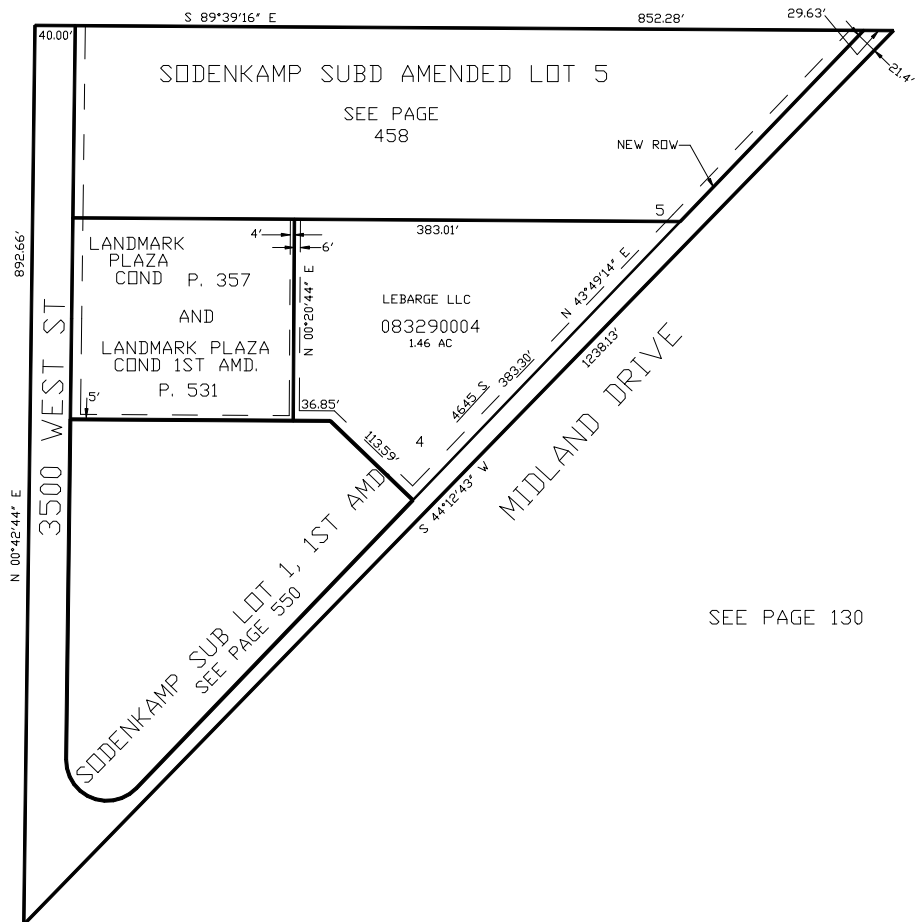 S 89°39'16" E
852.28'
29.63'
40.00'
21.4'
SODENKAMP SUBD AMENDED LOT 5
SEE PAGE
458
NEW ROW
5
383.01'
4'
6'
LANDMARK
PLAZA
COND P. 357
AND
LANDMARK PLAZA
COND 1ST AMD.
P. 531
5'
N 00°20'44" E
LEBARGE LLC
083290004
1.46 AC
N 43°49'14" E
4645 S
383.30'
1238.13'
892.66'
3500 WEST ST
N 00°42'44" E
36.85'
113.59'
4
S 44°12'43" W
MIDLAND DRIVE
SODENKAMP SUB LOT 1, 1ST AMD
SEE PAGE 550
SEE PAGE 130